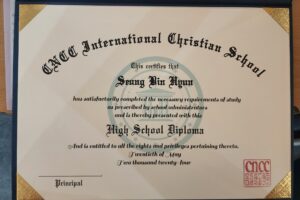 CNCC International Christian School
This certifies that
Seung Bin Hyun
has satisfactorily completed the necessary requirements of study
as prescribed by school administrators
and is thereby presented with this
High School Diploma
And is entitled to all the rights and privileges pertaining thereto.
Twentieth of May
Two thousand twenty-four
Principal
CNCC